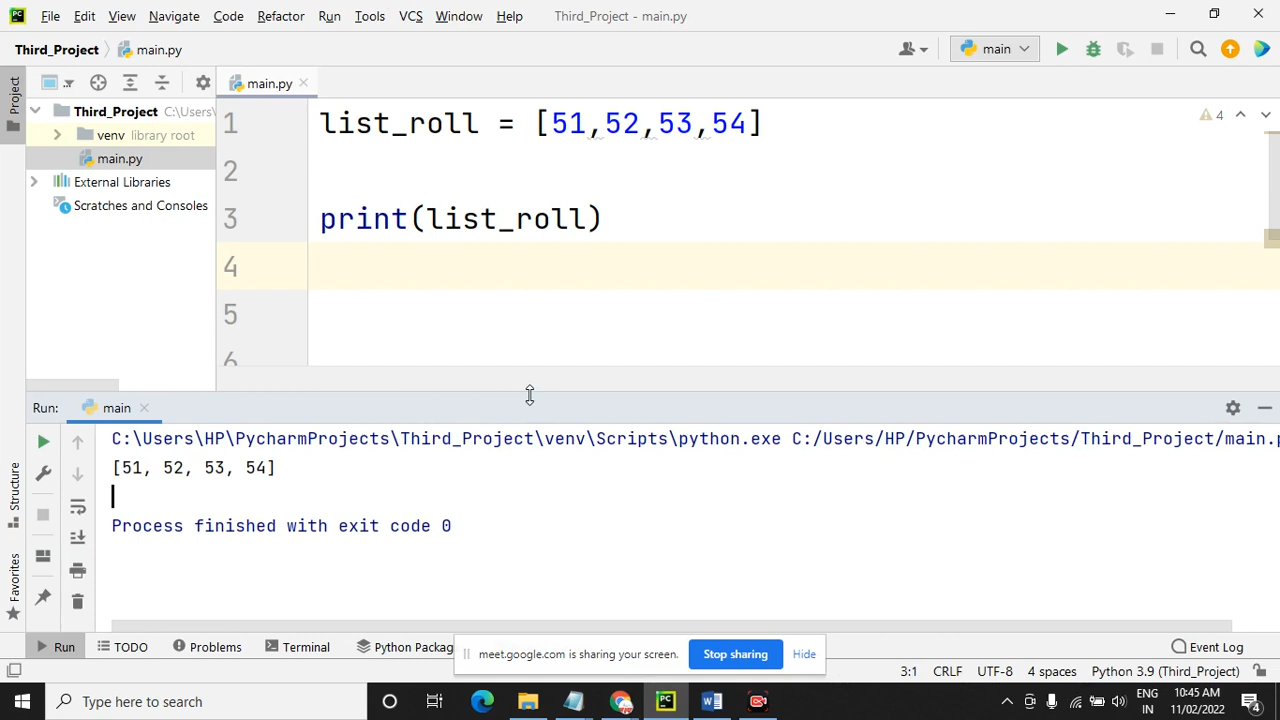 File Edit View Navigate Code Refactor Run Tools VCS Window Help Third_Project - main.py
Third_Project main.py main
Project main.py
Third_Project C:\Users\
venv library root
main.py
External Libraries
Scratches and Consoles
1 list_roll = [51,52,53,54]
2
3 print(list_roll)
4
5
6
4
Run: main
C:\Users\HP\PycharmProjects\Third_Project\venv\Scripts\python.exe C:/Users/HP/PycharmProjects/Third_Project/main.p
[51, 52, 53, 54]
Process finished with exit code 0
Structure
Favorites
Run TODO Problems Terminal Python Packag Event Log
meet.google.com is sharing your screen. Stop sharing Hide
3:1 CRLF UTF-8 4 spaces Python 3.9 (Third_Project)
Type here to search
ENG
IN
10:45 AM
11/02/2022
4